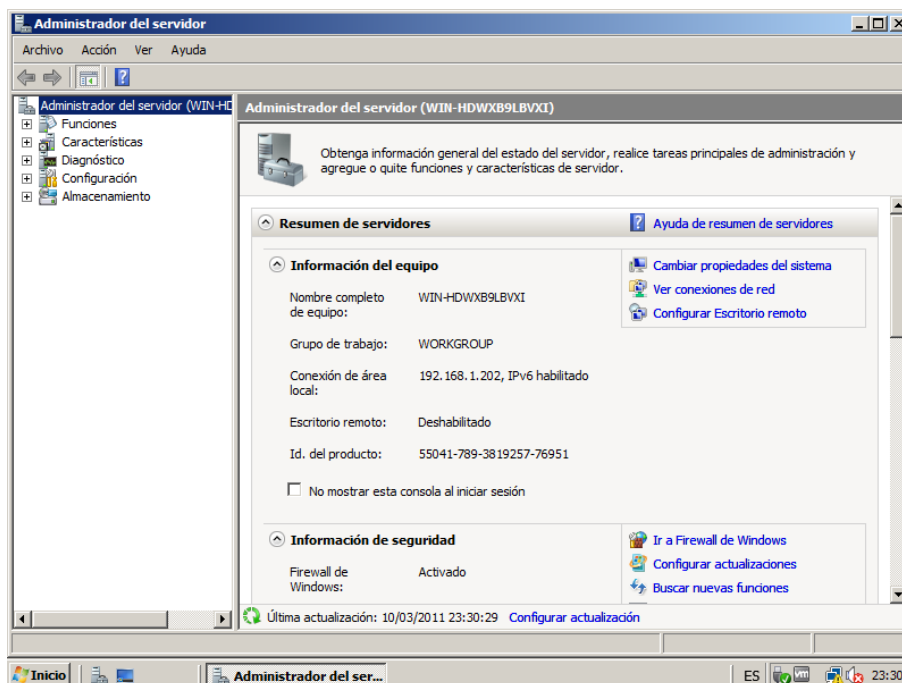 Administrador del servidor
Archivo Acción Ver Ayuda
Administrador del servidor (WIN-HD
Funciones
Características
Diagnóstico
Configuración
Almacenamiento
Administrador del servidor (WIN-HDWXB9LBVXI)
Obtenga información general del estado del servidor, realice tareas principales de administración y
agregue o quite funciones y características de servidor.
Resumen de servidores
Ayuda de resumen de servidores
Información del equipo
Cambiar propiedades del sistema
Ver conexiones de red
Configurar Escritorio remoto
Nombre completo
de equipo:
WIN-HDWXB9LBVXI
Grupo de trabajo: WORKGROUP
Conexión de área
local:
192.168.1.202, IPv6 habilitado
Escritorio remoto: Deshabilitado
Id. del producto: 55041-789-3819257-76951
No mostrar esta consola al iniciar sesión
Información de seguridad
Ir a Firewall de Windows
Configurar actualizaciones
Buscar nuevas funciones
Firewall de
Windows:
Activado
Última actualización: 10/03/2011 23:30:29 Configurar actualización
Inicio
Administrador del ser...
ES
vm
23:30